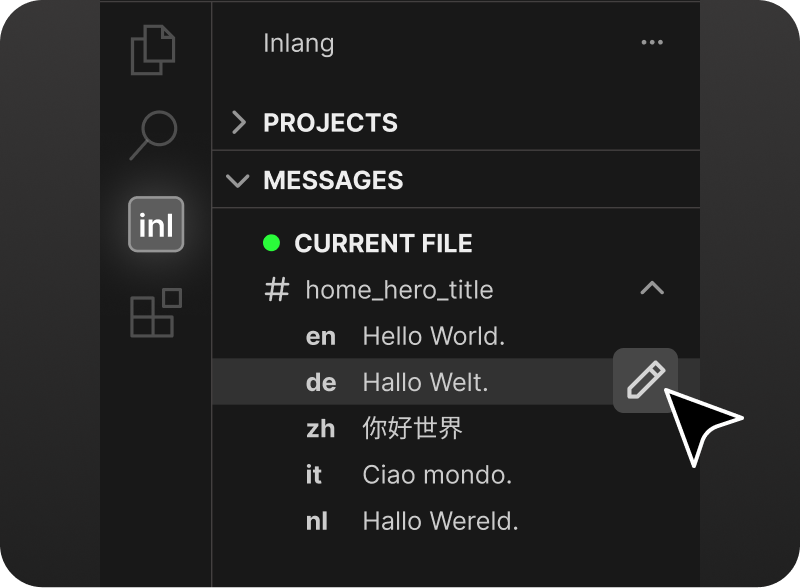 Inlang
PROJECTS
MESSAGES
inl
CURRENT FILE
# home_hero_title
en Hello World.
de Hallo Welt.
zh 你好世界
it Ciao mondo.
nl Hallo Wereld.